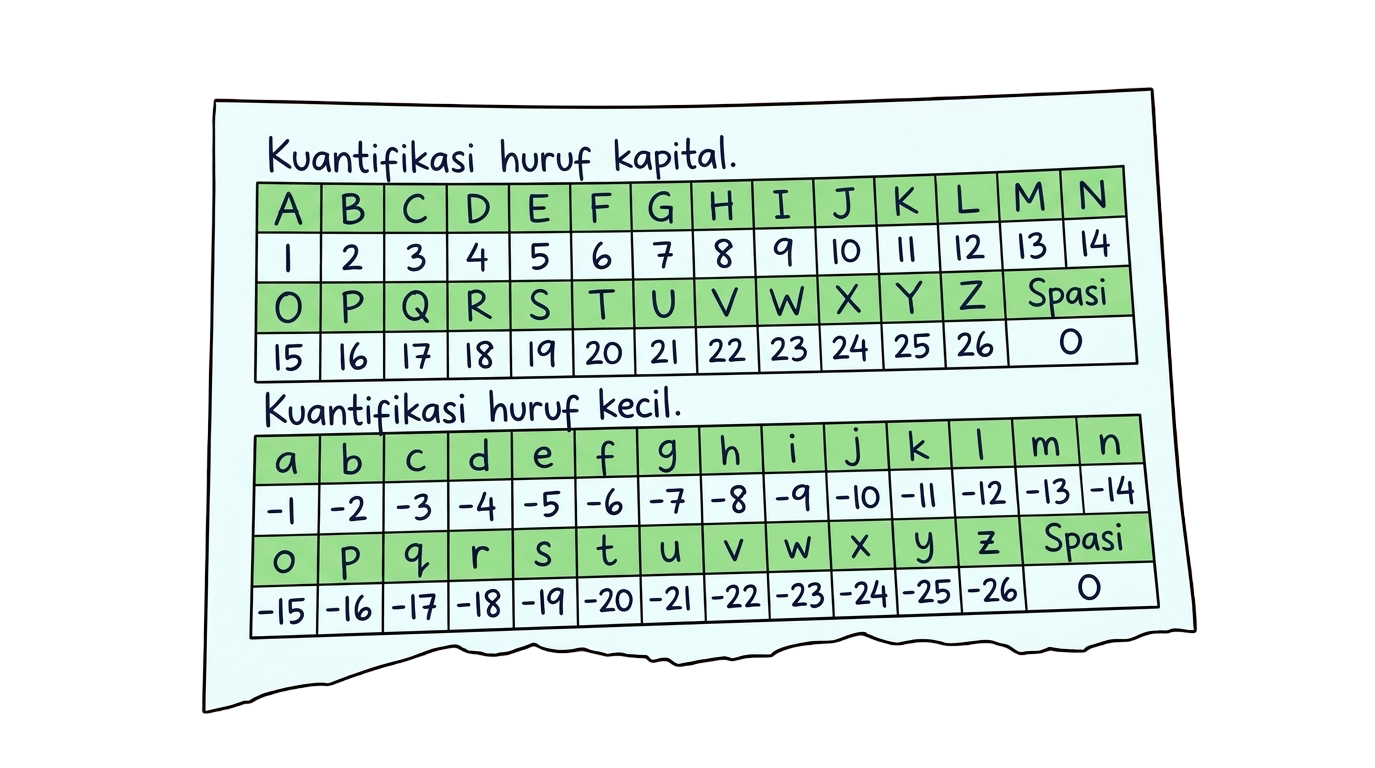 Kuantifikasi huruf kapital.
A B C D E F G H I J K L M N
1 2 3 4 5 6 7 8 9 10 11 12 13 14
O P Q R S T U V W X Y Z Spasi
15 16 17 18 19 20 21 22 23 24 25 26 0
Kuantifikasi huruf kecil.
a b c d e f g h i j k l m n
-1 -2 -3 -4 -5 -6 -7 -8 -9 -10 -11 -12 -13 -14
o p q r s t u v w x y z Spasi
-15 -16 -17 -18 -19 -20 -21 -22 -23 -24 -25 -26 0